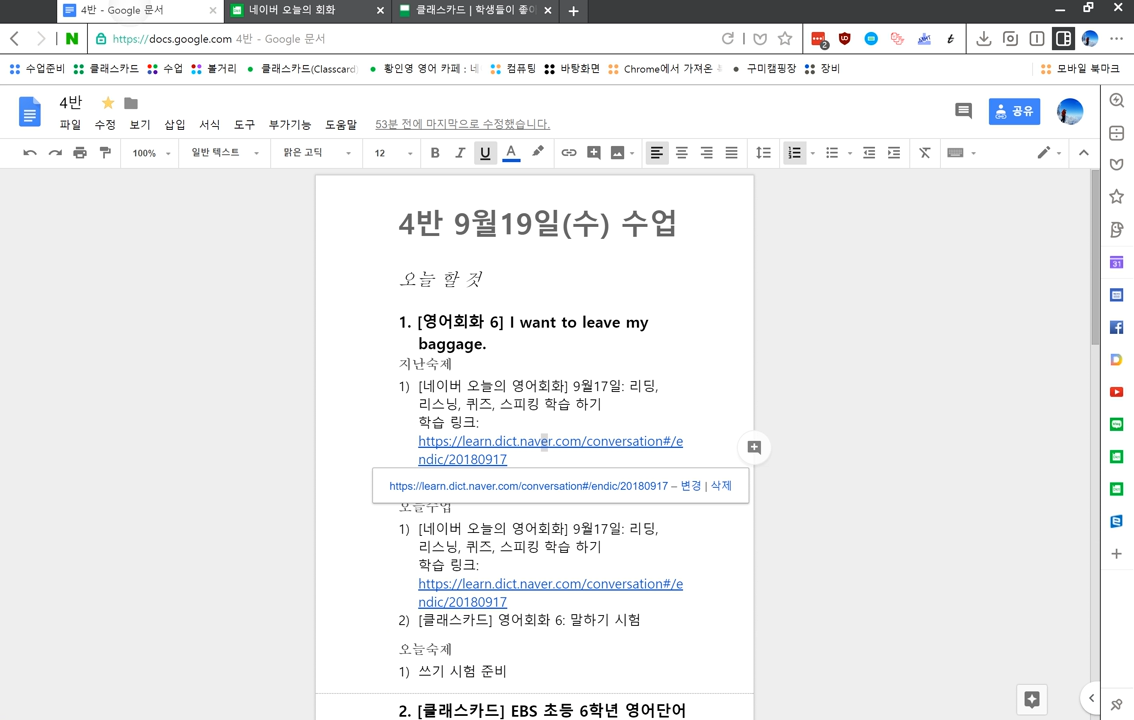 4반 - Google 문서
네이버 오늘의 회화
클래스카드 | 학생들이 좋아
https://docs.google.com 4반 - Google 문서
수업준비 클래스카드 수업 볼거리 클래스카드(Classcard) 황인영 영어 카페 : 네 컴퓨팅 바탕화면 Chrome에서 가져온 구미캠핑장 장비 모바일 북마크
4반
파일 수정 보기 삽입 서식 도구 부가기능 도움말 53분 전에 마지막으로 수정했습니다.
공유
100% 일반 텍스트 맑은 고딕 12
4반 9월19일(수) 수업
오늘 할 것
1. [영어회화 6] I want to leave my
baggage.
지난숙제
1) [네이버 오늘의 영어회화] 9월17일: 리딩,
리스닝, 퀴즈, 스피킹 학습 하기
학습 링크:
https://learn.dict.naver.com/conversation#/e
ndic/20180917
https://learn.dict.naver.com/conversation#/endic/20180917 – 변경 | 삭제
오늘수업
1) [네이버 오늘의 영어회화] 9월17일: 리딩,
리스닝, 퀴즈, 스피킹 학습 하기
학습 링크:
https://learn.dict.naver.com/conversation#/e
ndic/20180917
2) [클래스카드] 영어회화 6: 말하기 시험
오늘숙제
1) 쓰기 시험 준비
2. [클래스카드] EBS 초등 6학년 영어단어